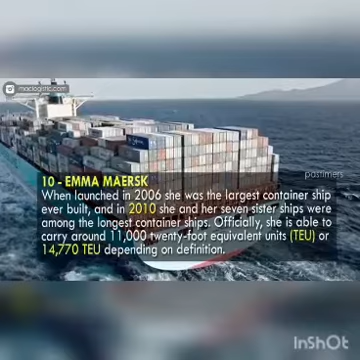 maclogistic.com
10 - EMMA MAERSK
When launched in 2006 she was the largest container ship
ever built, and in 2010 she and her seven sister ships were
among the longest container ships. Officially, she is able to
carry around 11,000 twenty-foot equivalent units (TEU) or
14,770 TEU depending on definition.
pastimers
InShOt